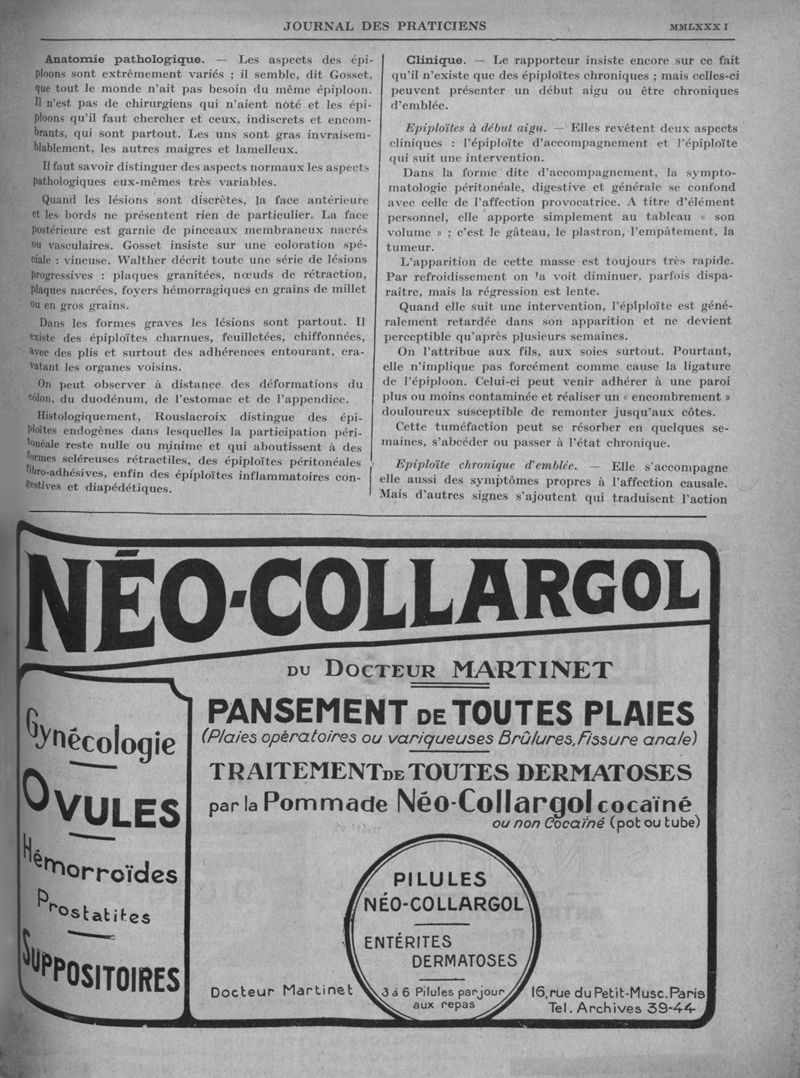 JOURNAL DES PRATICIENS
MMLXXXI
Anatomie pathologique. — Les aspects des épi-
ploons sont extrêmement variés ; il semble, dit Gosset,
que tout le monde n'ait pas besoin du même épiploon.
Il n'est pas de chirurgiens qui n'aient noté et les épi-
ploons qu'il faut chercher et ceux, indiscrets et encom-
brants, qui sont partout. Les uns sont gras invraisem-
blablement, les autres maigres et lamelleux.
Il faut savoir distinguer des aspects normaux les aspects
pathologiques eux-mêmes très variables.
Quand les lésions sont discrètes, la face antérieure
et les bords ne présentent rien de particulier. La face
postérieure est garnie de pinceaux membraneux nacrés
ou vasculaires. Gosset insiste sur une coloration spé-
ciale : vineuse. Walther décrit toute une série de lésions
progressives : plaques granitées, nœuds de rétraction,
plaques nacrées, foyers hémorragiques en grains de millet
ou en gros grains.
Dans les formes graves les lésions sont partout. Il
existe des épiploïtes charnues, feuilletées, chiffonnées,
avec des plis et surtout des adhérences entourant, cra-
vatant les organes voisins.
On peut observer à distance des déformations du
côlon, du duodénum, de l'estomac et de l'appendice.
Histologiquement, Rouslacroix distingue des épi-
ploïtes endogènes dans lesquelles la participation péri-
tonéale reste nulle ou minime et qui aboutissent à des
formes scléreuses rétractiles, des épiploïtes péritonéales
fibro-adhésives, enfin des épiploïtes inflammatoires con-
gestives et diapédétiques.
Clinique. — Le rapporteur insiste encore sur ce fait
qu'il n'existe que des épiploïtes chroniques ; mais celles-ci
peuvent présenter un début aigu ou être chroniques
d'emblée.
Epiploïtes à début aigu. — Elles revêtent deux aspects
cliniques : l'épiploïte d'accompagnement et l'épiploïte
qui suit une intervention.
Dans la forme dite d'accompagnement, la sympto-
matologie péritonéale, digestive et générale se confond
avec celle de l'affection provocatrice. A titre d'élément
personnel, elle apporte simplement au tableau « son
volume » ; c'est le gâteau, le plastron, l'empâtement, la
tumeur.
L'apparition de cette masse est toujours très rapide.
Par refroidissement on 'a voit diminuer, parfois dispa-
raître, mais la régression est lente.
Quand elle suit une intervention, l'épiploïte est géné-
ralement retardée dans son apparition et ne devient
perceptible qu'après plusieurs semaines.
On l'attribue aux fils, aux soies surtout. Pourtant,
elle n'implique pas forcément comme cause la ligature
de l'épiploon. Celui-ci peut venir adhérer à une paroi
plus ou moins contaminée et réaliser un « encombrement »
douloureux susceptible de remonter jusqu'aux côtes.
Cette tuméfaction peut se résorber en quelques se-
maines, s'abcéder ou passer à l'état chronique.
Epiploïte chronique d'emblée. — Elle s'accompagne
elle aussi des symptômes propres à l'affection causale.
Mais d'autres signes s'ajoutent qui traduisent l'action
NÉO-COLLARGOL
DU DOCTEUR MARTINET
PANSEMENT DE TOUTES PLAIES
(Plaies opératoires ou variqueuses Brûlures, Fissure anale)
TRAITEMENT DE TOUTES DERMATOSES
par la Pommade Néo-Collargol cocaïné
ou non Cocaïné (pot ou tube)
Gynécologie
OVULES
Hémorroïdes
Prostatites
SUPPOSITOIRES
PILULES
NÉO-COLLARGOL
ENTÉRITES
DERMATOSES
3 à 6 Pilules par jour
aux repas
Docteur Martinet
16, rue du Petit-Musc. Paris
Tel. Archives 39-44